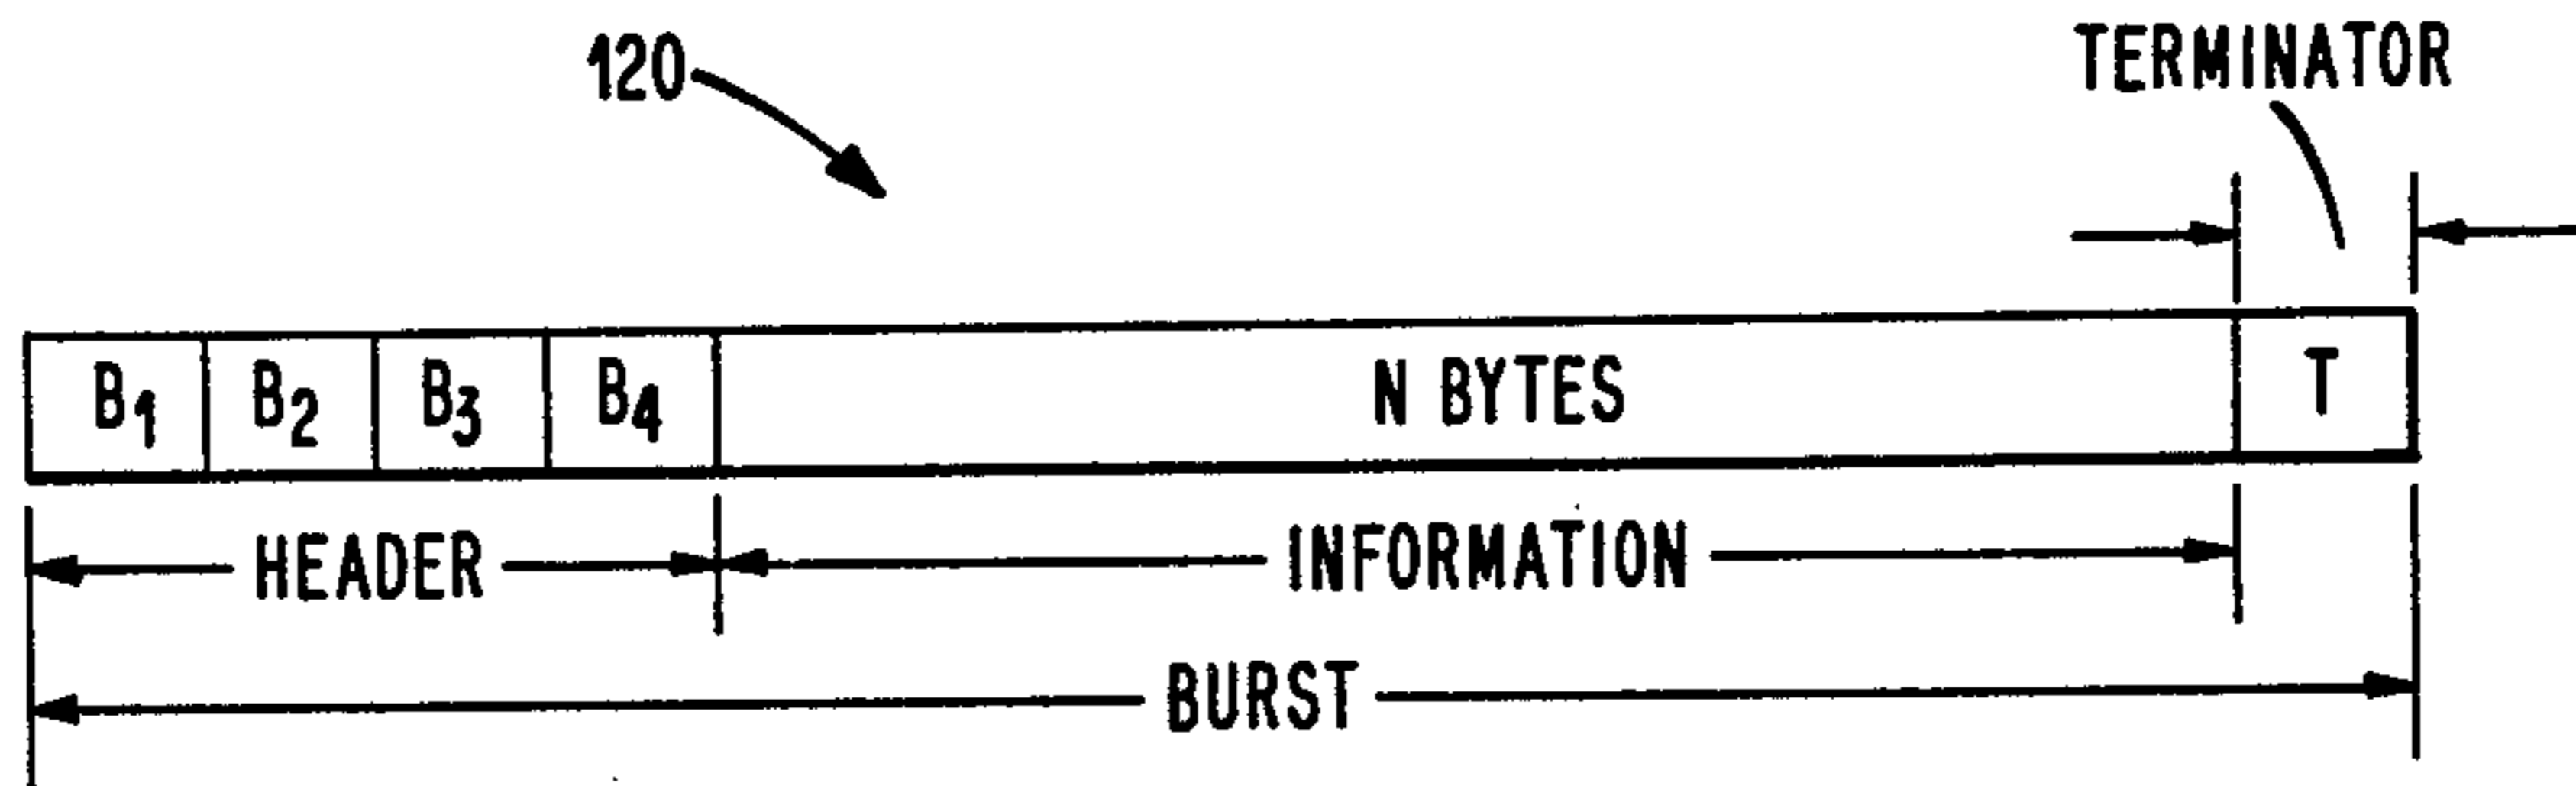 120
TERMINATOR
B1 B2 B3 B4 N BYTES T
HEADER INFORMATION
BURST